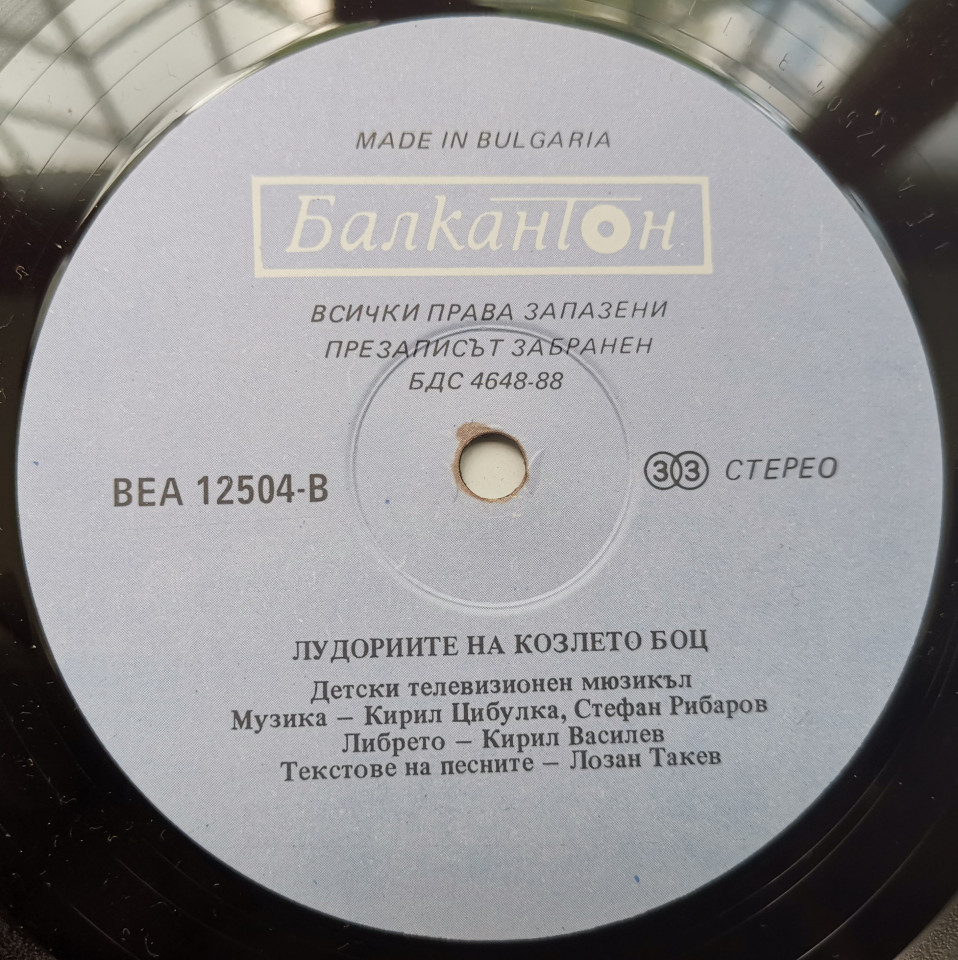 MADE IN BULGARIA
Балкантон
ВСИЧКИ ПРАВА ЗАПАЗЕНИ
ПРЕЗАПИСЪТ ЗАБРАНЕН
БДС 4648-88
ВЕА 12504-В
33 СТЕРЕО
ЛУДОРИИТЕ НА КОЗЛЕТО БОЦ
Детски телевизионен мюзикъл
Музика – Кирил Цибулка, Стефан Рибаров
Либрето – Кирил Василев
Текстове на песните – Лозан Такев